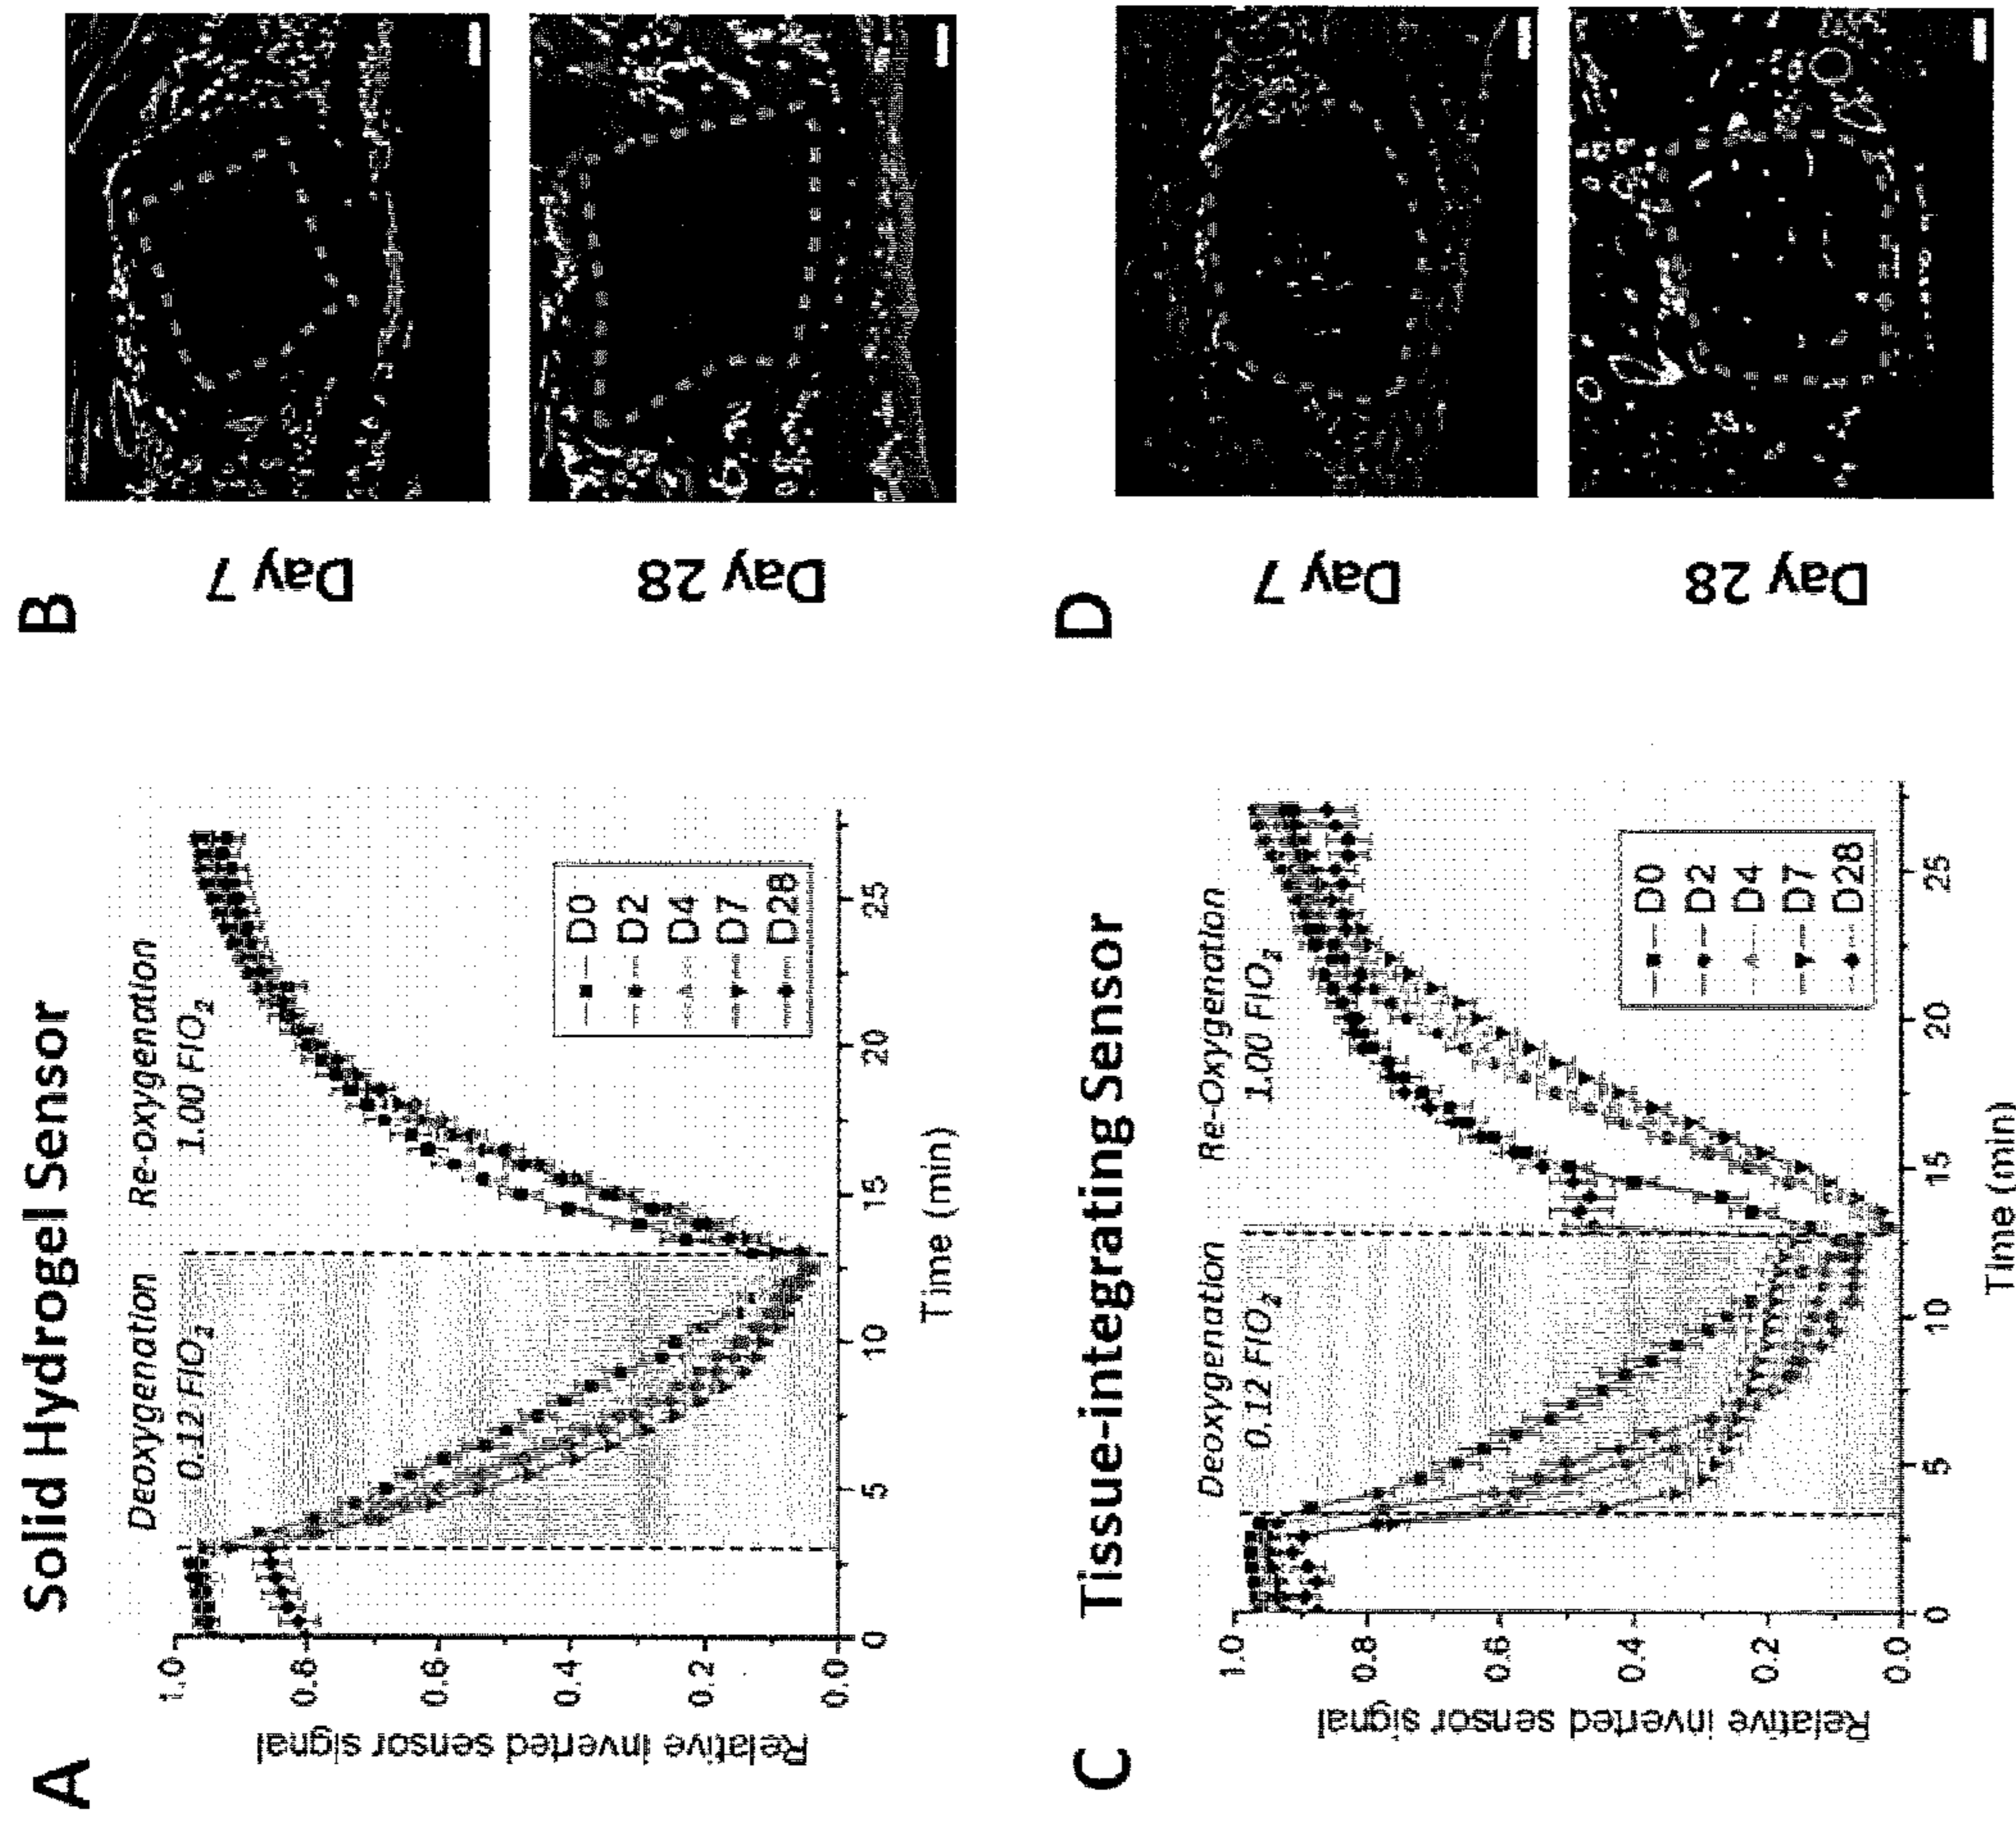 A
Solid Hydrogel Sensor
Deoxygenation
0.12 FIO2
Re-oxygenation
1.00 FIO2
Relative inverted sensor signal
1.0
0.8
0.6
0.4
0.2
0.0
0
5
10
15
20
25
Time (min)
D0
D2
D4
D7
D28
B
Day 7
Day 28
C
Tissue-integrating Sensor
Deoxygenation
0.12 FIO2
Re-Oxygenation
1.00 FIO2
Relative inverted sensor signal
1.0
0.8
0.6
0.4
0.2
0.0
0
5
10
15
20
25
Time (min)
D0
D2
D4
D7
D28
D
Day 7
Day 28